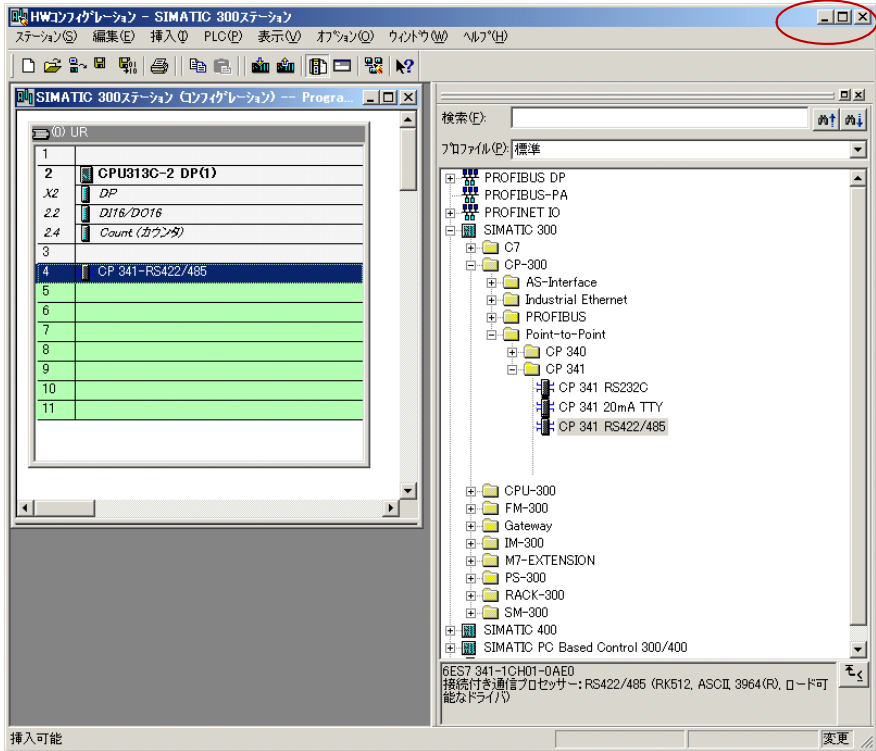 HWコンフィグレーション - SIMATIC 300ステーション
ステーション(S) 編集(E) 挿入(I) PLC(P) 表示(V) オプション(O) ウィンドウ(W) ヘルプ(H)
SIMATIC 300ステーション (コンフィグレーション) -- Progra...
(0) UR
1
2 CPU313C-2 DP(1)
X2 DP
2.2 DI16/DO16
2.4 Count (カウンタ)
3
4 CP 341-RS422/485
5
6
7
8
9
10
11
検索(F):
プロファイル(P): 標準
PROFIBUS DP
PROFIBUS-PA
PROFINET IO
SIMATIC 300
C7
CP-300
AS-Interface
Industrial Ethernet
PROFIBUS
Point-to-Point
CP 340
CP 341
CP 341 RS232C
CP 341 20mA TTY
CP 341 RS422/485
CPU-300
FM-300
Gateway
IM-300
M7-EXTENSION
PS-300
RACK-300
SM-300
SIMATIC 400
SIMATIC PC Based Control 300/400
6ES7 341-1CH01-0AE0
接続付き通信プロセッサー: RS422/485 (RK512, ASCII, 3964(R), ロード可
能なドライバ)
挿入可能
変更